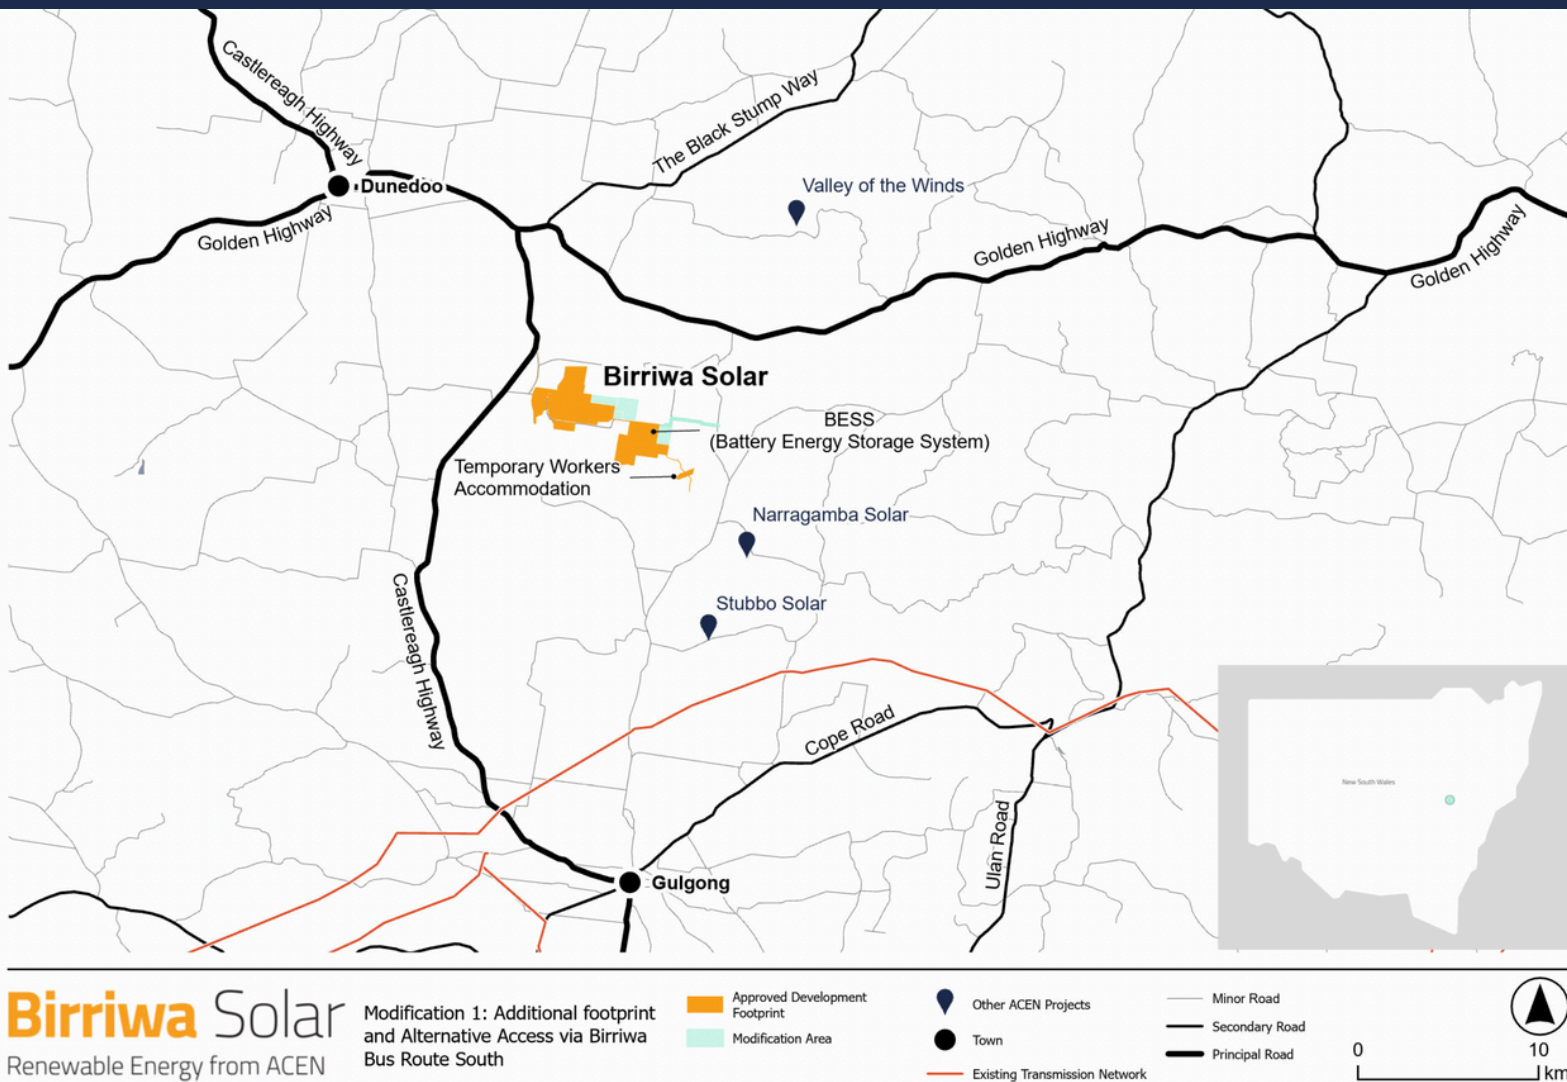 Castlereagh Highway
The Black Stump Way
Dunedoo
Valley of the Winds
Golden Highway
Golden Highway
Golden Highway
Birriwa Solar
BESS
(Battery Energy Storage System)
Temporary Workers
Accommodation
Narragamba Solar
Castlereagh Highway
Stubbo Solar
Cope Road
New South Wales
Ulan Road
Gulgong
Birriwa Solar
Renewable Energy from ACEN
Modification 1: Additional footprint
and Alternative Access via Birriwa
Bus Route South
Approved Development
Footprint
Modification Area
Other ACEN Projects
Town
Existing Transmission Network
Minor Road
Secondary Road
Principal Road
0 10
km